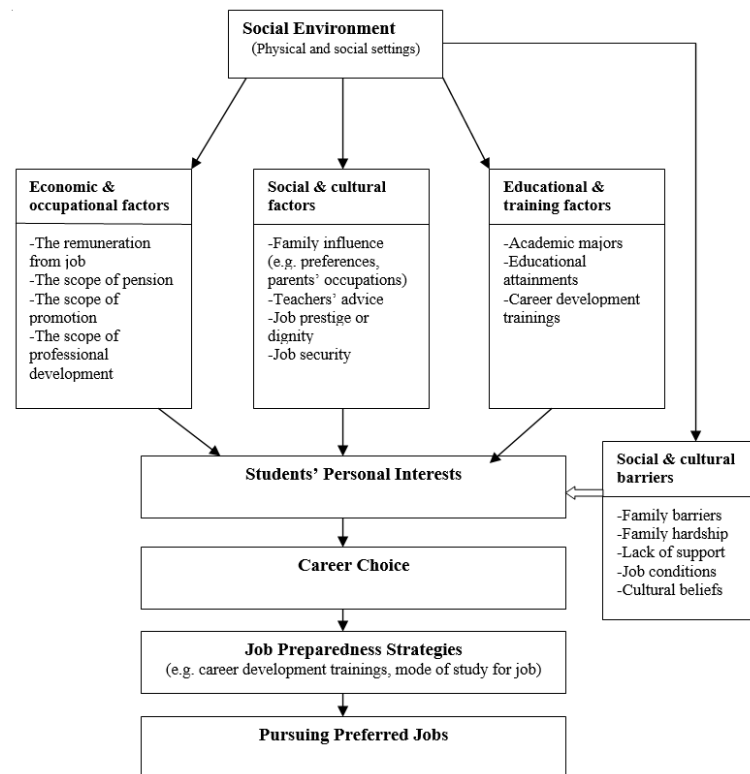 Social Environment
(Physical and social settings)
Economic &
occupational factors
-The remuneration
from job
-The scope of pension
-The scope of
promotion
-The scope of
professional
development
Social & cultural
factors
-Family influence
(e.g. preferences,
parents’ occupations)
-Teachers’ advice
-Job prestige or
dignity
-Job security
Educational &
training factors
-Academic majors
-Educational
attainments
-Career development
trainings
Students’ Personal Interests
Social & cultural
barriers
-Family barriers
-Family hardship
-Lack of support
-Job conditions
-Cultural beliefs
Career Choice
Job Preparedness Strategies
(e.g. career development trainings, mode of study for job)
Pursuing Preferred Jobs